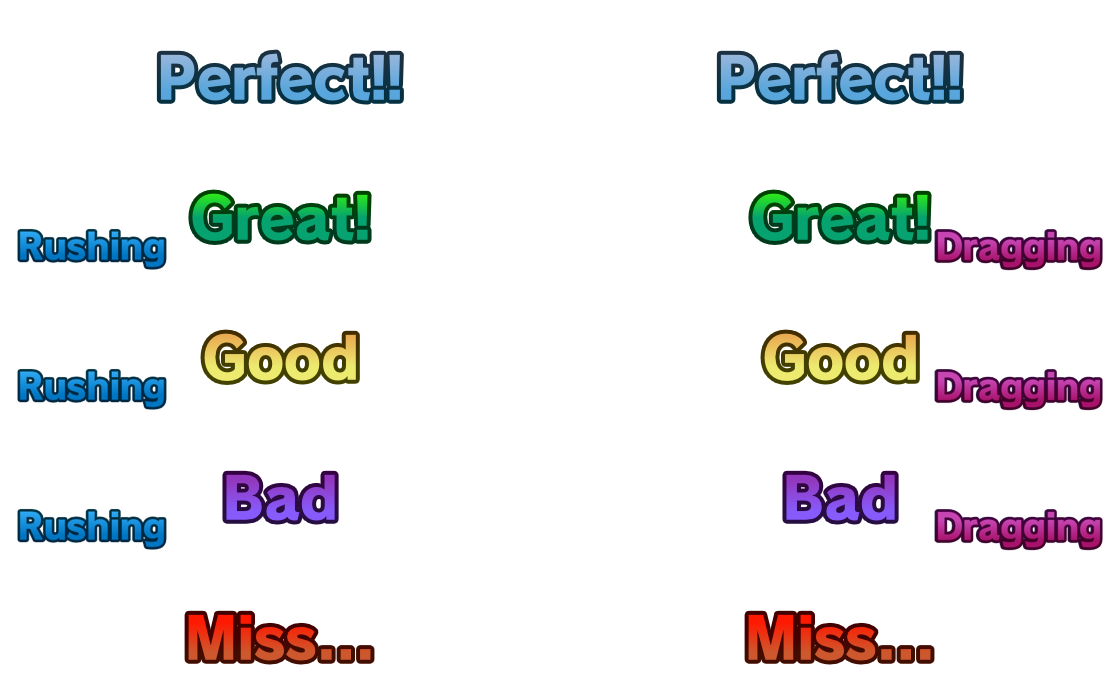 Perfect!! Perfect!!
Great! Great!
Rushing Dragging
Good Good
Rushing Dragging
Bad Bad
Rushing Dragging
Miss... Miss...